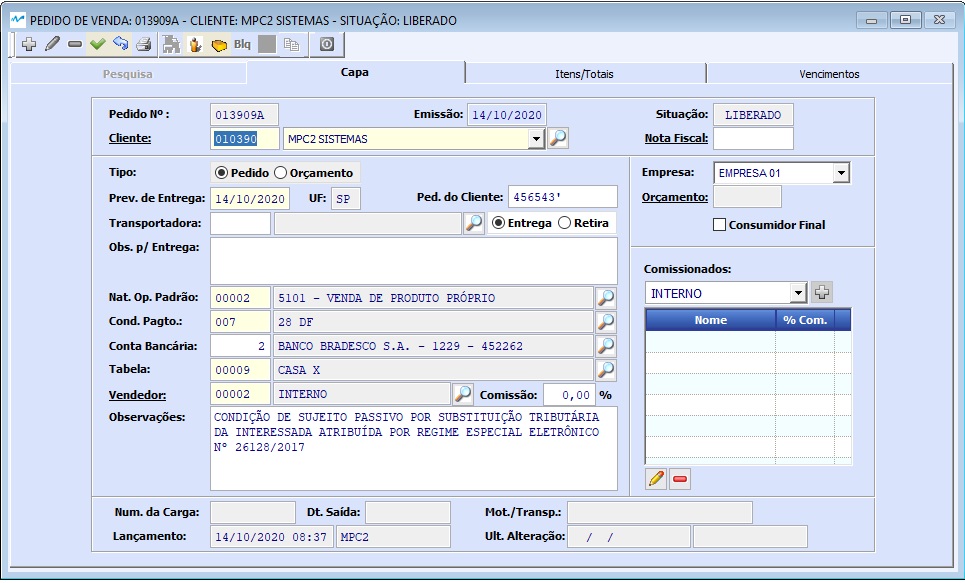 PEDIDO DE VENDA: 013909A - CLIENTE: MPC2 SISTEMAS - SITUAÇÃO: LIBERADO
Blq
Pesquisa Capa Itens/Totais Vencimentos
Pedido Nº : 013909A Emissão: 14/10/2020 Situação: LIBERADO
Cliente: 010390 MPC2 SISTEMAS Nota Fiscal:
Tipo: Pedido Orçamento Empresa: EMPRESA 01
Prev. de Entrega: 14/10/2020 UF: SP Ped. do Cliente: 456543' Orçamento:
Transportadora: Entrega Retira Consumidor Final
Obs. p/ Entrega:
Comissionados:
Nat. Op. Padrão: 00002 5101 - VENDA DE PRODUTO PRÓPRIO INTERNO
Cond. Pagto.: 007 28 DF Nome % Com.
Conta Bancária: 2 BANCO BRADESCO S.A. - 1229 - 452262
Tabela: 00009 CASA X
Vendedor: 00002 INTERNO Comissão: 0,00 %
Observações: CONDIÇÃO DE SUJEITO PASSIVO POR SUBSTITUIÇÃO TRIBUTÁRIA
DA INTERESSADA ATRIBUÍDA POR REGIME ESPECIAL ELETRÔNICO
Nº 26128/2017
Num. da Carga: Dt. Saída: Mot./Transp.:
Lançamento: 14/10/2020 08:37 MPC2 Ult. Alteração: / /